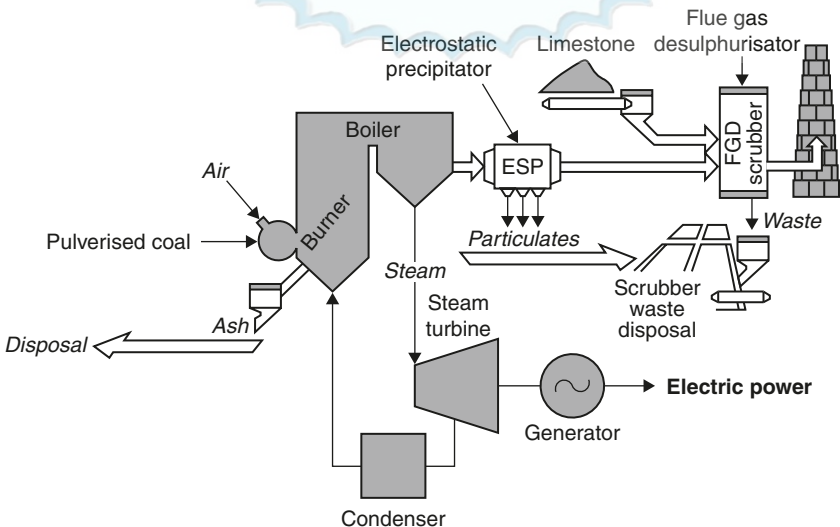 Flue gas
desulphurisator
Electrostatic
precipitator
Limestone
Boiler
FGD
scrubber
ESP
Air
Burner
Pulverised coal
Waste
Particulates
Steam
Scrubber
waste
disposal
Steam
turbine
Ash
Disposal
Electric power
Generator
Condenser